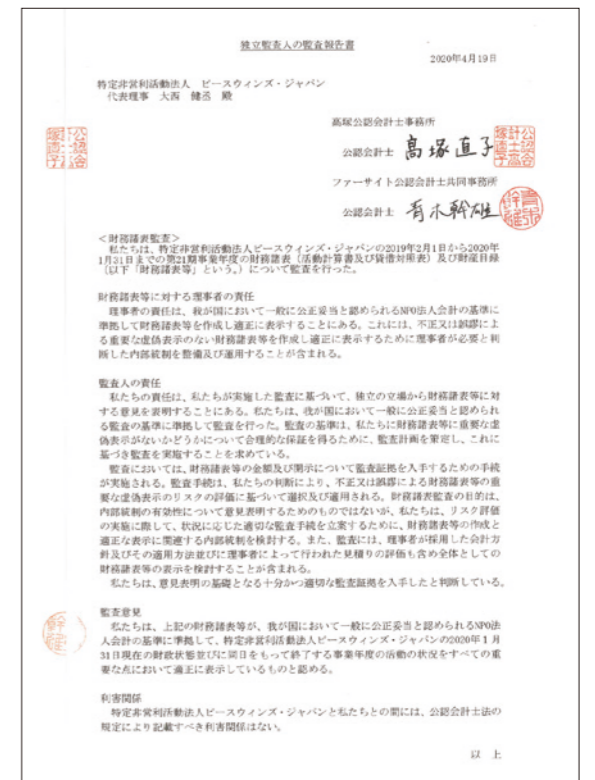 独立監査人の監査報告書
2020年4月19日
特定非営利活動法人　ピースウィンズ・ジャパン
代表理事　大西　健丞　殿
髙塚公認会計士事務所
公認会計士　髙塚直子
ファーサイト公認会計士共同事務所
公認会計士　青木幹雄
＜財務諸表監査＞
私たちは、特定非営利活動法人ピースウィンズ・ジャパンの2019年2月1日から2020年
1月31日までの第21期事業年度の財務諸表（活動計算書及び貸借対照表）及び財産目録
（以下「財務諸表等」という。）について監査を行った。
財務諸表等に対する理事者の責任
理事者の責任は、我が国において一般に公正妥当と認められるNPO法人会計の基準に
準拠して財務諸表等を作成し適正に表示することにある。これには、不正又は誤謬によ
る重要な虚偽表示のない財務諸表等を作成し適正に表示するために理事者が必要と判
断した内部統制を整備及び運用することが含まれる。
監査人の責任
私たちの責任は、私たちが実施した監査に基づいて、独立の立場から財務諸表等に対
する意見を表明することにある。私たちは、我が国において一般に公正妥当と認められ
る監査の基準に準拠して監査を行った。監査の基準は、私たちに財務諸表等に重要な虚
偽表示がないかどうかについて合理的な保証を得るために、監査計画を策定し、これに
基づき監査を実施することを求めている。
監査においては、財務諸表等の金額及び開示について監査証拠を入手するための手続
が実施される。監査手続は、私たちの判断により、不正又は誤謬による財務諸表等の重
要な虚偽表示のリスクの評価に基づいて選択及び適用される。財務諸表監査の目的は、
内部統制の有効性について意見表明するためのものではないが、私たちは、リスク評価
の実施に際して、状況に応じた適切な監査手続を立案するために、財務諸表等の作成と
適正な表示に関連する内部統制を検討する。また、監査には、理事者が採用した会計方
針及びその適用方法並びに理事者によって行われた見積りの評価も含め全体としての
財務諸表等の表示を検討することが含まれる。
私たちは、意見表明の基礎となる十分かつ適切な監査証拠を入手したと判断している。
監査意見
私たちは、上記の財務諸表等が、我が国において一般に公正妥当と認められるNPO法
人会計の基準に準拠して、特定非営利活動法人ピースウィンズ・ジャパンの2020年1月
31日現在の財政状態並びに同日をもって終了する事業年度の活動の状況をすべての重
要な点において適正に表示しているものと認める。
利害関係
特定非営利活動法人ピースウィンズ・ジャパンと私たちとの間には、公認会計士法の
規定により記載すべき利害関係はない。
以　上